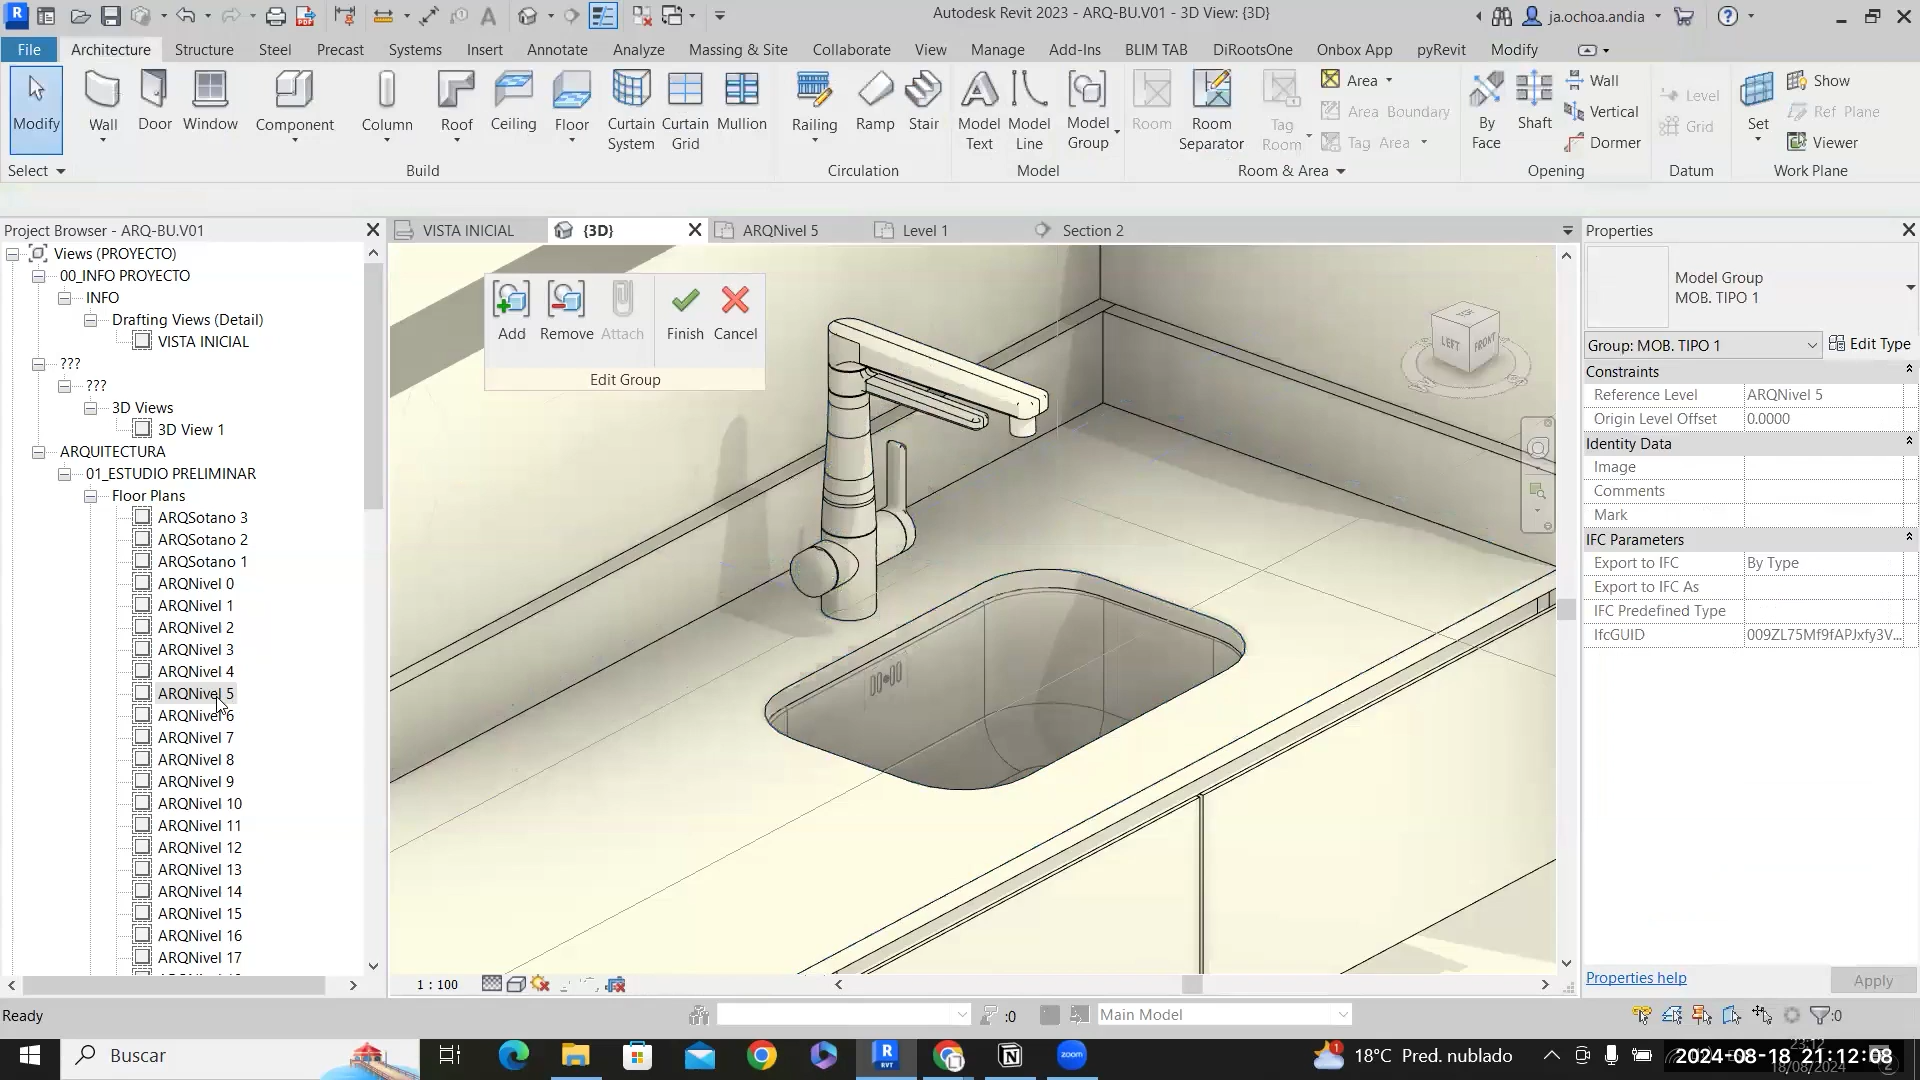 Autodesk Revit 2023 - ARQ-BU.V01 - 3D View: {3D}
ja.ochoa.andia
File Architecture Structure Steel Precast Systems Insert Annotate Analyze Massing & Site Collaborate View Manage Add-Ins BLIM TAB DiRootsOne Onbox App pyRevit Modify
Modify Wall Door Window Component Column Roof Ceiling Floor Curtain System Curtain Grid Mullion Railing Ramp Stair Model Text Model Line Model Group Room Room Separator Tag Room
Area
Area Boundary
Tag Area
By Face Shaft
Wall
Vertical
Dormer
Level
Grid
Set
Show
Ref Plane
Viewer
Select Build Circulation Model Room & Area Opening Datum Work Plane
Project Browser - ARQ-BU.V01
Views (PROYECTO)
00_INFO PROYECTO
INFO
Drafting Views (Detail)
VISTA INICIAL
???
???
3D Views
3D View 1
ARQUITECTURA
01_ESTUDIO PRELIMINAR
Floor Plans
ARQSotano 3
ARQSotano 2
ARQSotano 1
ARQNivel 0
ARQNivel 1
ARQNivel 2
ARQNivel 3
ARQNivel 4
ARQNivel 5
ARQNivel 6
ARQNivel 7
ARQNivel 8
ARQNivel 9
ARQNivel 10
ARQNivel 11
ARQNivel 12
ARQNivel 13
ARQNivel 14
ARQNivel 15
ARQNivel 16
ARQNivel 17
VISTA INICIAL {3D} ARQNivel 5 Level 1 Section 2
Add Remove Attach Finish Cancel
Edit Group
TOP
LEFT FRONT
1 : 100
Properties
Model Group
MOB. TIPO 1
Group: MOB. TIPO 1 Edit Type
Constraints
Reference Level ARQNivel 5
Origin Level Offset 0.0000
Identity Data
Image
Comments
Mark
IFC Parameters
Export to IFC By Type
Export to IFC As
IFC Predefined Type
IfcGUID 009ZL75Mf9fAPJxfy3V...
Properties help Apply
Ready
:0
Main Model
:0
Buscar
RVT
zoom
18°C Pred. nublado
23:12
18/08/2024
2024-08-18 21:12:08